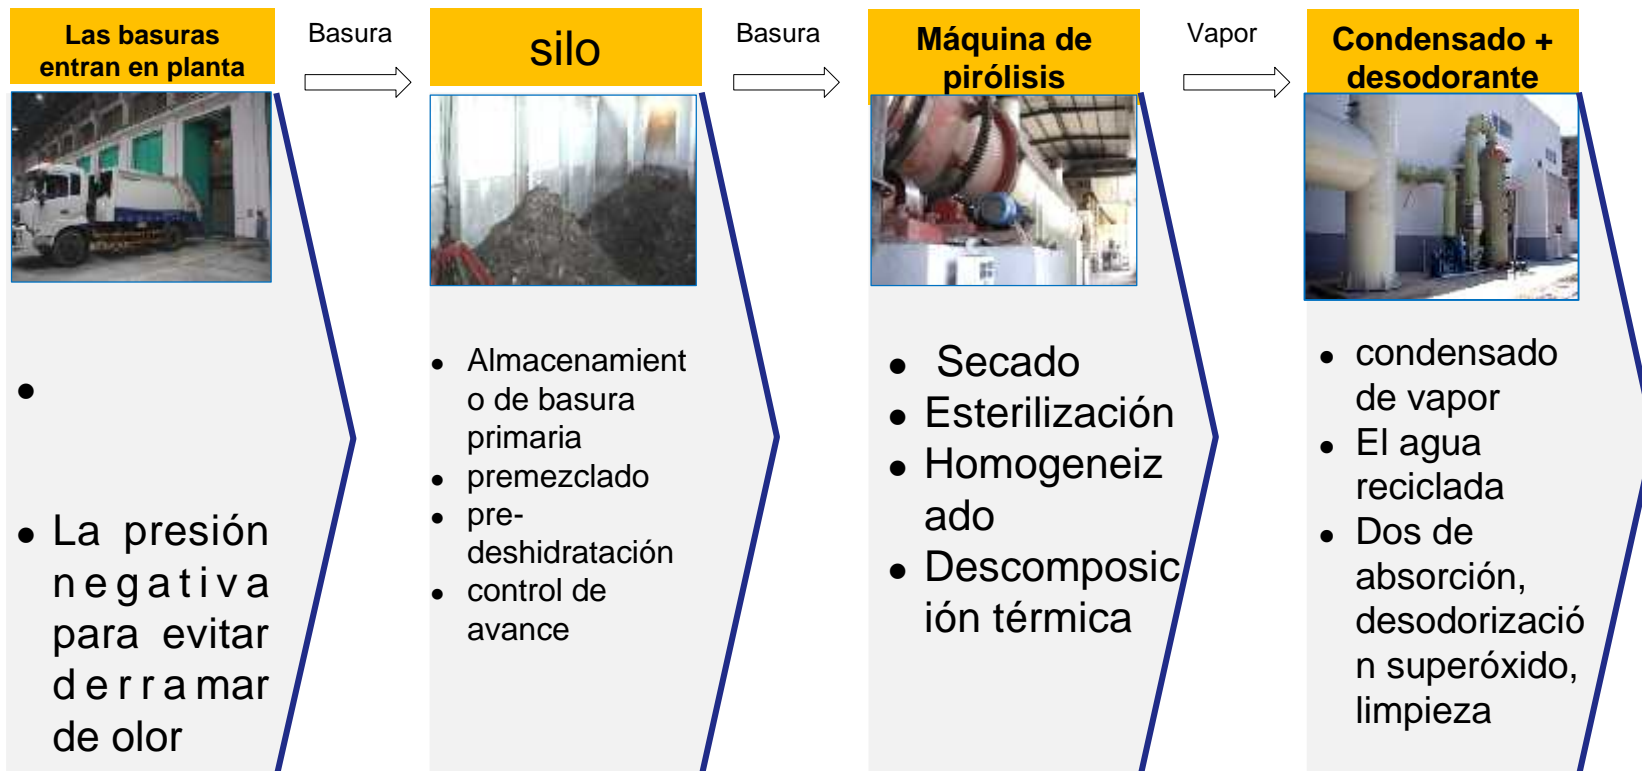 Las basuras
entran en planta
Basura
silo
Basura
Máquina de
pirólisis
Vapor
Condensado +
desodorante
●
● La presión
negativa
para evitar
derramar
de olor
● Almacenamient
o de basura
primaria
● premezclado
● pre-
deshidratación
● control de
avance
● Secado
● Esterilización
● Homogeneiz
ado
● Descomposic
ión térmica
● condensado
de vapor
● El agua
reciclada
● Dos de
absorción,
desodorizació
n superóxido,
limpieza